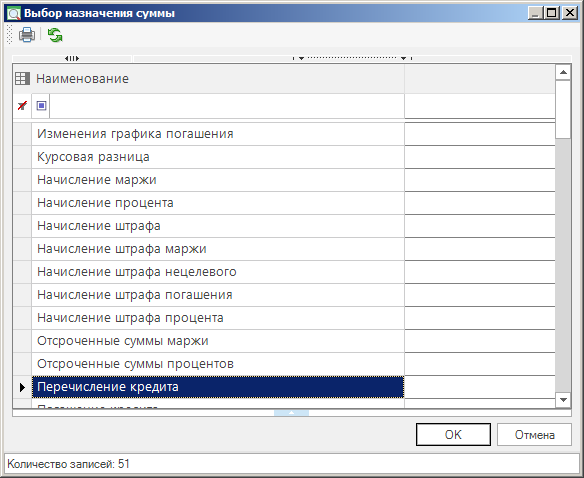 Выбор назначения суммы
Наименование
Изменения графика погашения
Курсовая разница
Начисление маржи
Начисление процента
Начисление штрафа
Начисление штрафа маржи
Начисление штрафа нецелевого
Начисление штрафа погашения
Начисление штрафа процента
Отсроченные суммы маржи
Отсроченные суммы процентов
Перечисление кредита
OK
Отмена
Количество записей: 51